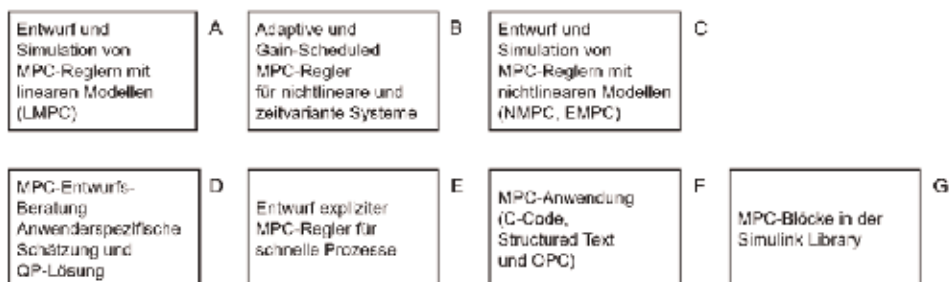 Entwurf und
Simulation von
MPC-Reglern mit
linearen Modellen
(LMPC)
A
Adaptive und
Gain-Scheduled
MPC-Regler
für nichtlineare und
zeitvariante Systeme
B
Entwurf und
Simulation von
MPC-Reglern mit
nichtlinearen Modellen
(NMPC, EMPC)
C
MPC-Entwurfs-
Beratung
Anwenderspezifische
Schätzung und
QP-Lösung
D
Entwurf expliziter
MPC-Regler für
schnelle Prozesse
E
MPC-Anwendung
(C-Code,
Structured Text
und OPC)
F
MPC-Blöcke in der
Simulink Library
G